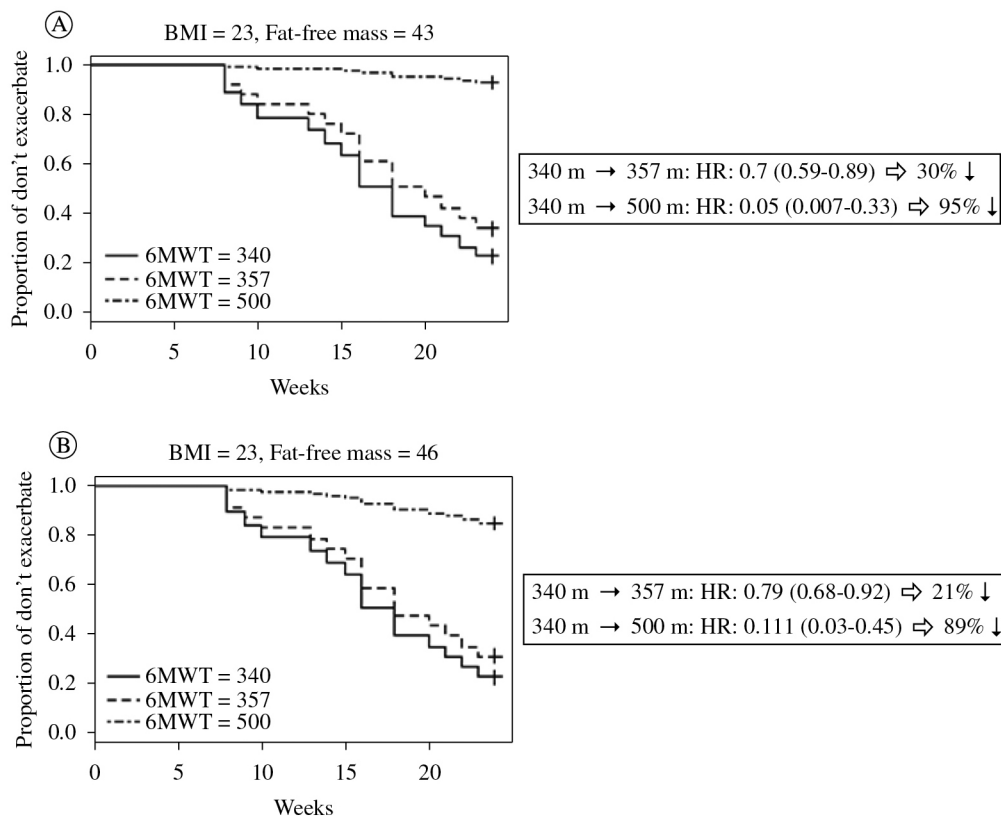 A
BMI = 23, Fat-free mass = 43
Proportion of don't exacerbate
1.0
0.8
0.6
0.4
0.2
0.0
6MWT = 340
6MWT = 357
6MWT = 500
0 5 10 15 20
Weeks
340 m → 357 m: HR: 0.7 (0.59-0.89) ⇨ 30% ↓
340 m → 500 m: HR: 0.05 (0.007-0.33) ⇨ 95% ↓
B
BMI = 23, Fat-free mass = 46
Proportion of don't exacerbate
1.0
0.8
0.6
0.4
0.2
0.0
6MWT = 340
6MWT = 357
6MWT = 500
0 5 10 15 20
Weeks
340 m → 357 m: HR: 0.79 (0.68-0.92) ⇨ 21% ↓
340 m → 500 m: HR: 0.111 (0.03-0.45) ⇨ 89% ↓